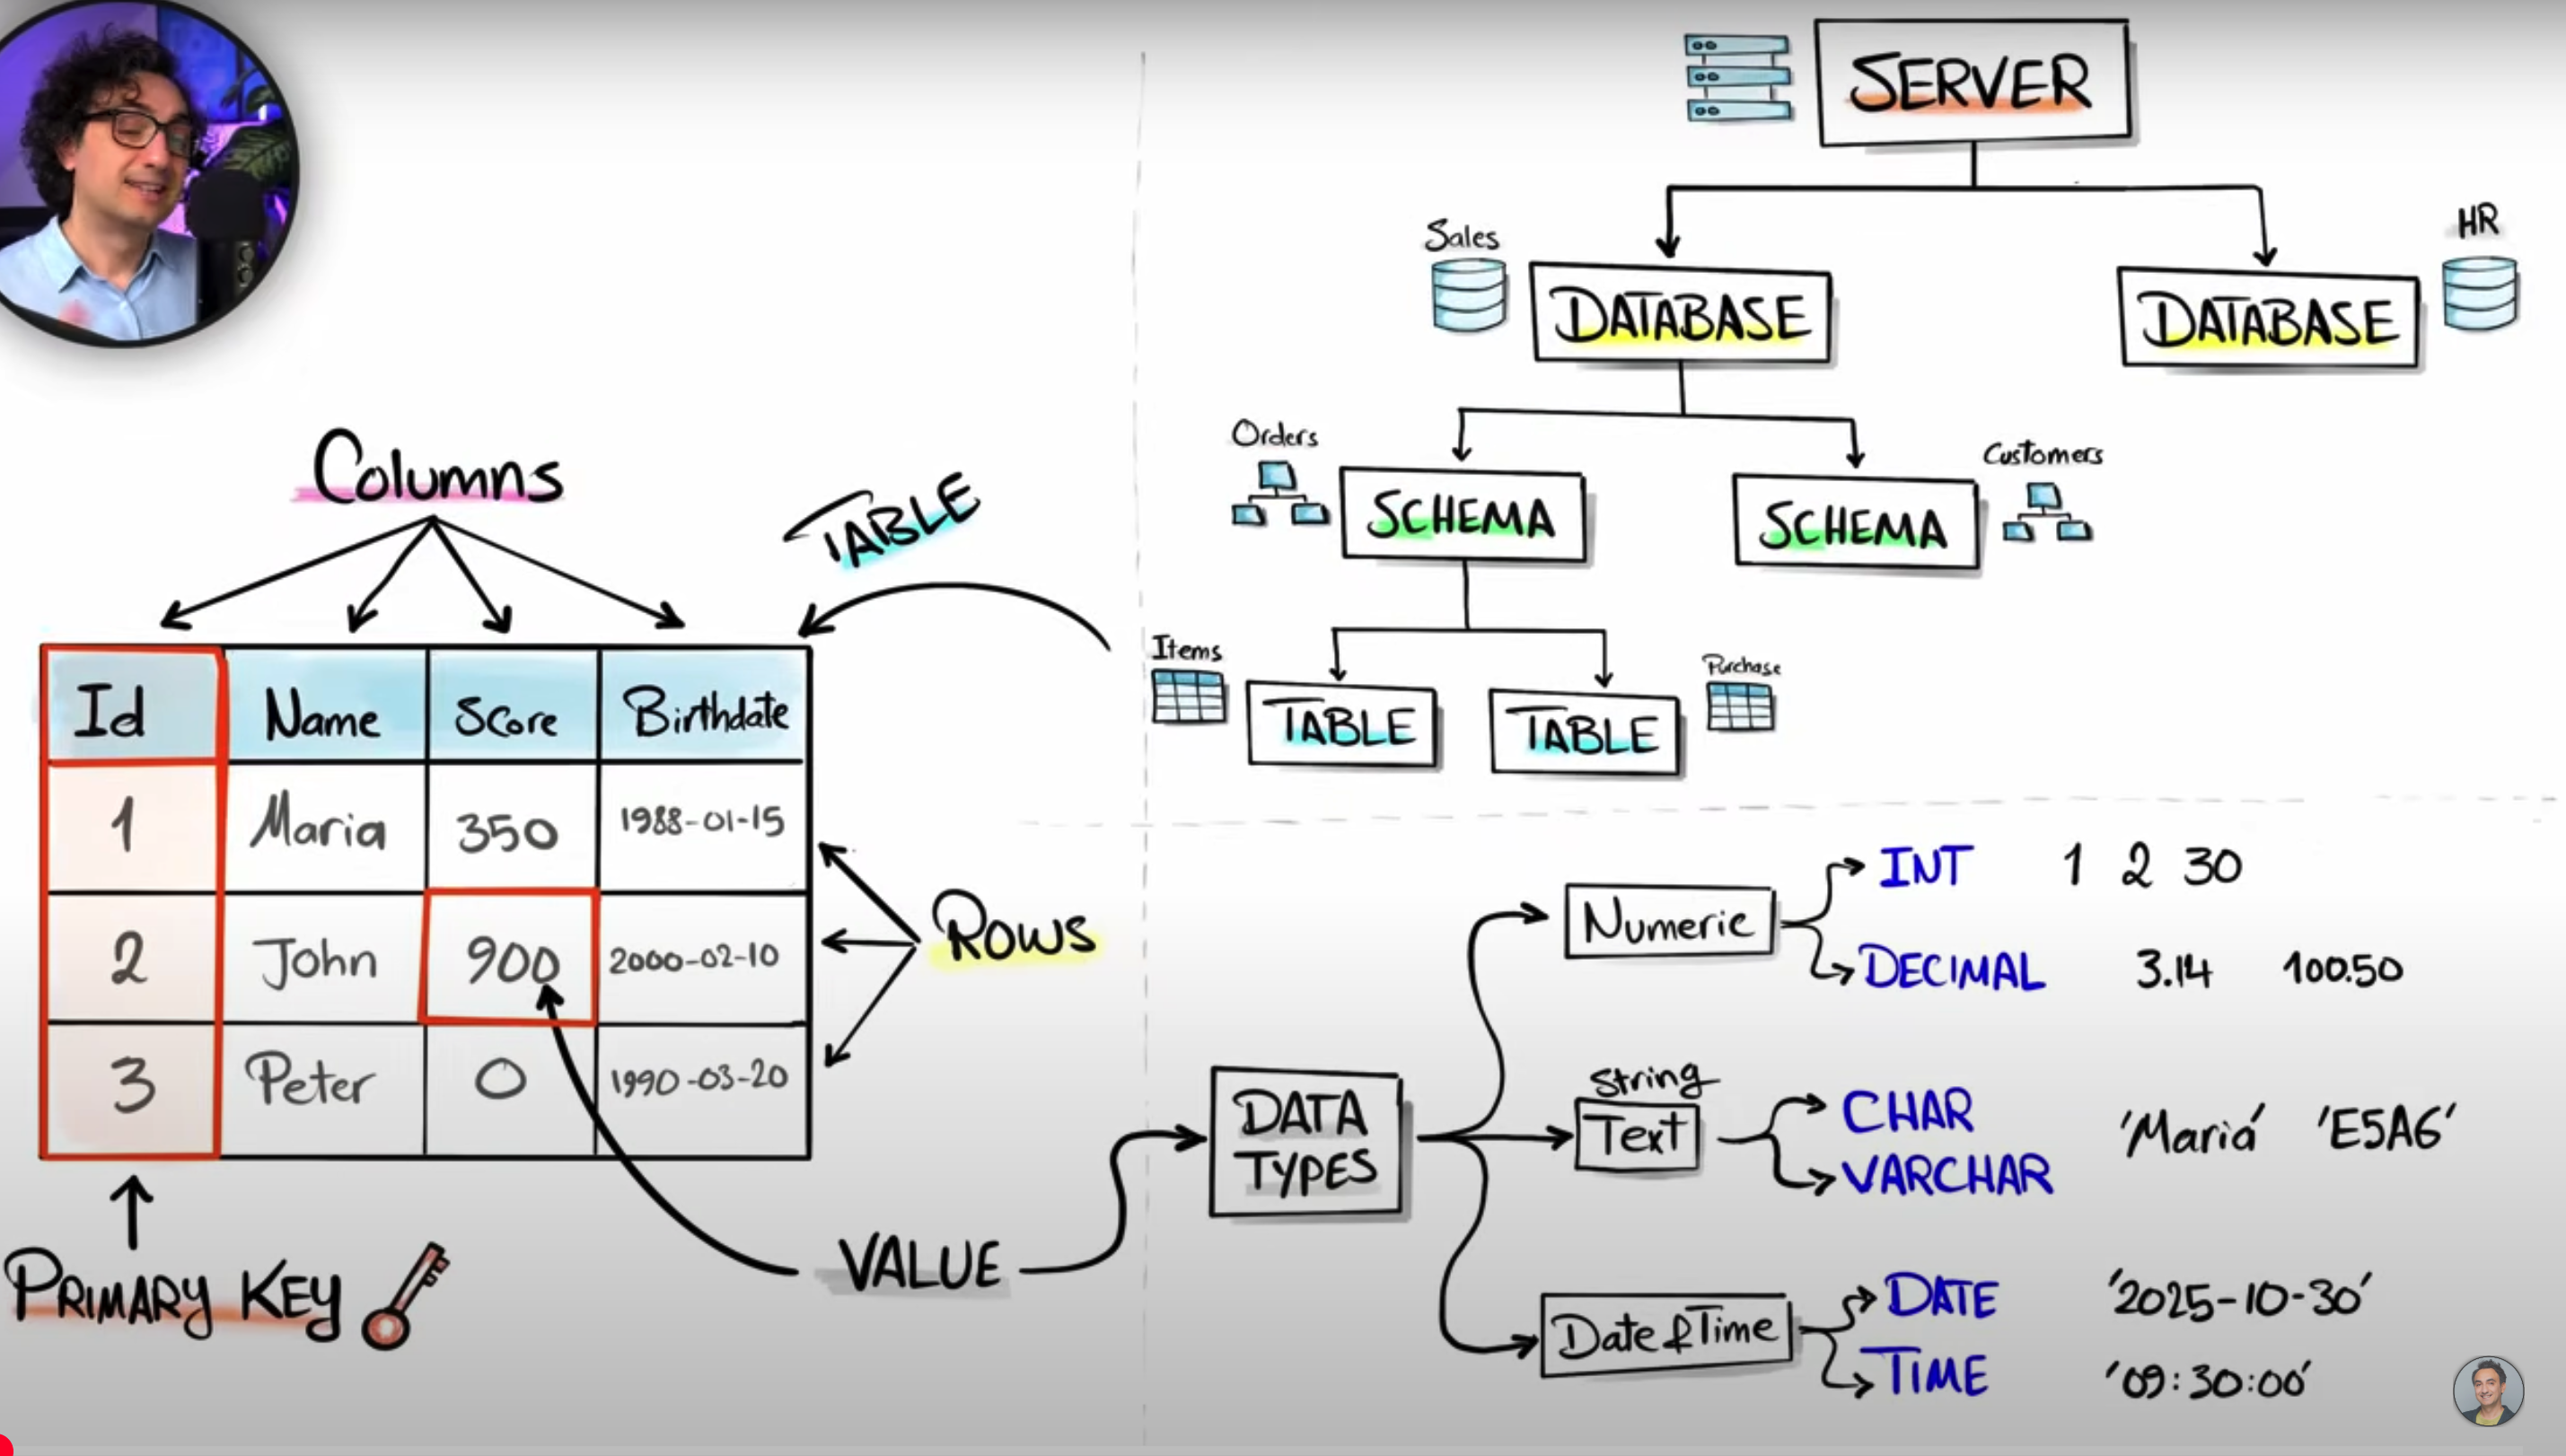 SERVER
Sales
DATABASE
HR
DATABASE
Orders
SCHEMA
Customers
SCHEMA
Items
TABLE
Purchase
TABLE
Columns
TABLE
Id Name Score Birthdate
1 Maria 350 1988-01-15
2 John 900 2000-02-10
3 Peter 0 1990-03-20
ROWS
PRIMARY KEY
VALUE
DATA
TYPES
Numeric
INT 1 2 30
DECIMAL 3.14 100.50
String
Text
CHAR
VARCHAR
'Maria' 'E5A6'
Date & Time
DATE '2025-10-30'
TIME '09:30:00'